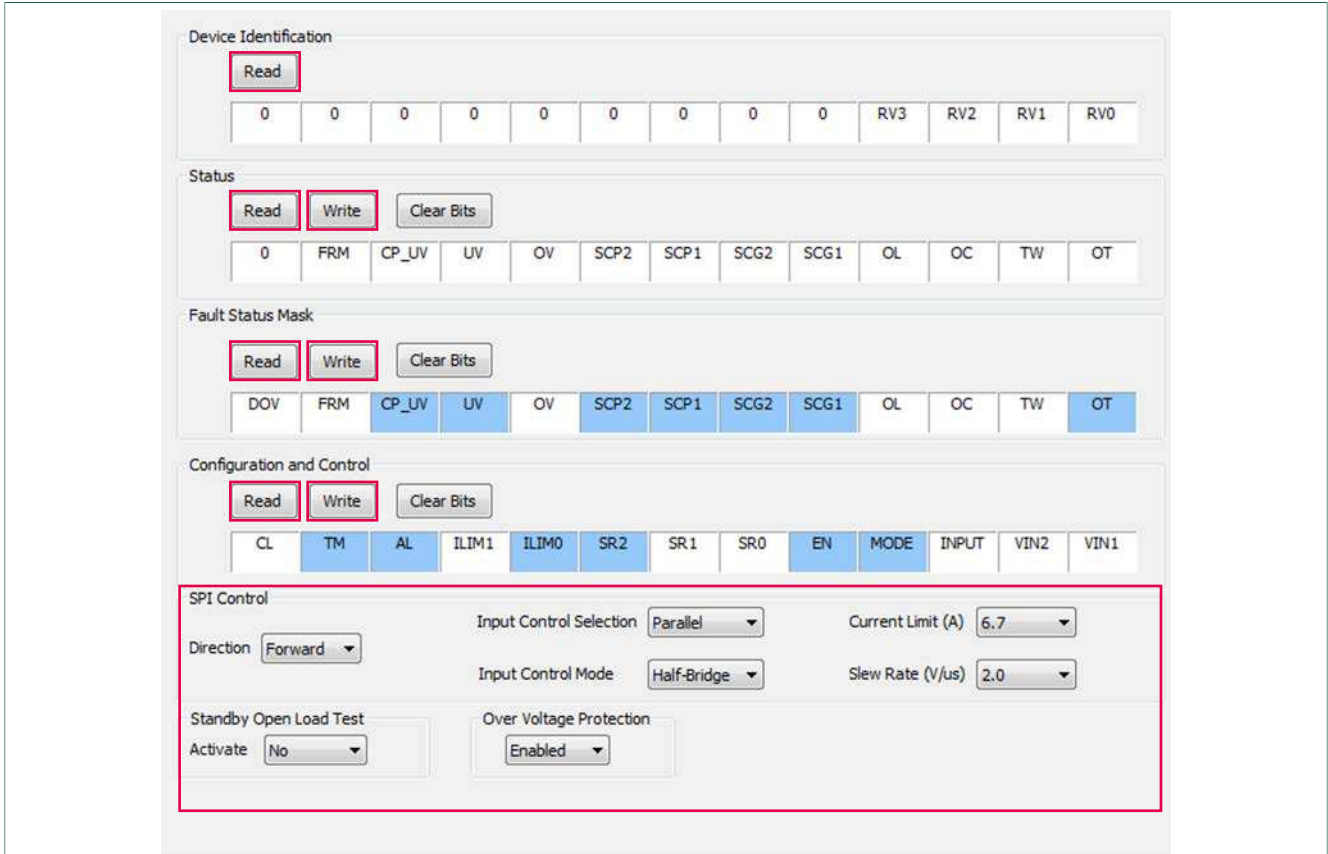 Device Identification
Read
0 0 0 0 0 0 0 0 0 RV3 RV2 RV1 RV0
Status
Read Write Clear Bits
0 FRM CP_UV UV OV SCP2 SCP1 SCG2 SCG1 OL OC TW OT
Fault Status Mask
Read Write Clear Bits
DOV FRM CP_UV UV OV SCP2 SCP1 SCG2 SCG1 OL OC TW OT
Configuration and Control
Read Write Clear Bits
CL TM AL ILIM1 ILIM0 SR2 SR1 SR0 EN MODE INPUT VIN2 VIN1
SPI Control
Input Control Selection Parallel Current Limit (A) 6.7
Direction Forward
Input Control Mode Half-Bridge Slew Rate (V/us) 2.0
Standby Open Load Test Over Voltage Protection
Activate No Enabled